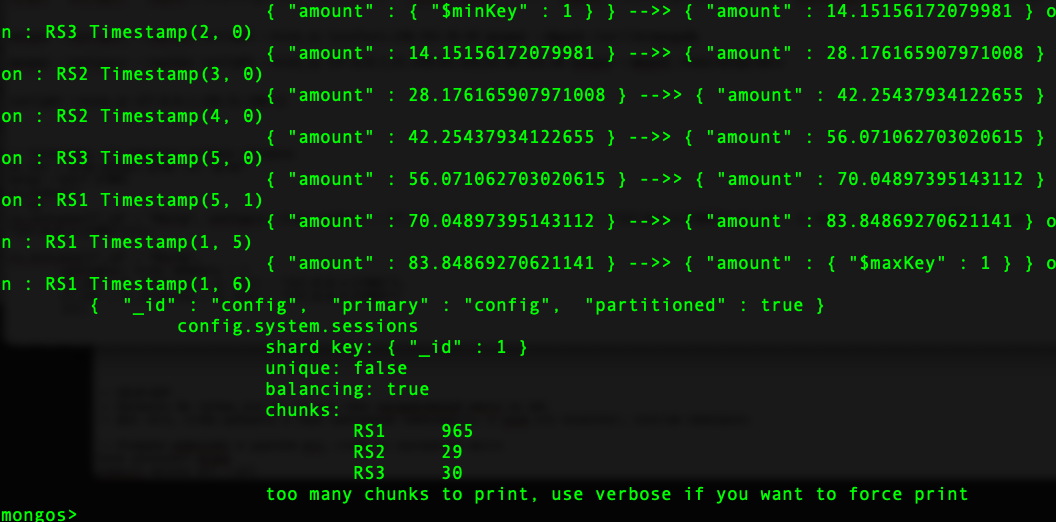 { "amount" : { "$minKey" : 1 } } -->> { "amount" : 14.15156172079981 } o
n : RS3 Timestamp(2, 0)
{ "amount" : 14.15156172079981 } -->> { "amount" : 28.176165907971008 }
on : RS2 Timestamp(3, 0)
{ "amount" : 28.176165907971008 } -->> { "amount" : 42.25437934122655 }
on : RS2 Timestamp(4, 0)
{ "amount" : 42.25437934122655 } -->> { "amount" : 56.071062703020615 }
on : RS3 Timestamp(5, 0)
{ "amount" : 56.071062703020615 } -->> { "amount" : 70.04897395143112 }
on : RS1 Timestamp(5, 1)
{ "amount" : 70.04897395143112 } -->> { "amount" : 83.84869270621141 } o
n : RS1 Timestamp(1, 5)
{ "amount" : 83.84869270621141 } -->> { "amount" : { "$maxKey" : 1 } } o
n : RS1 Timestamp(1, 6)
{  "_id" : "config",  "primary" : "config",  "partitioned" : true }
config.system.sessions
shard key: { "_id" : 1 }
unique: false
balancing: true
chunks:
RS1 965
RS2 29
RS3 30
too many chunks to print, use verbose if you want to force print
mongos>